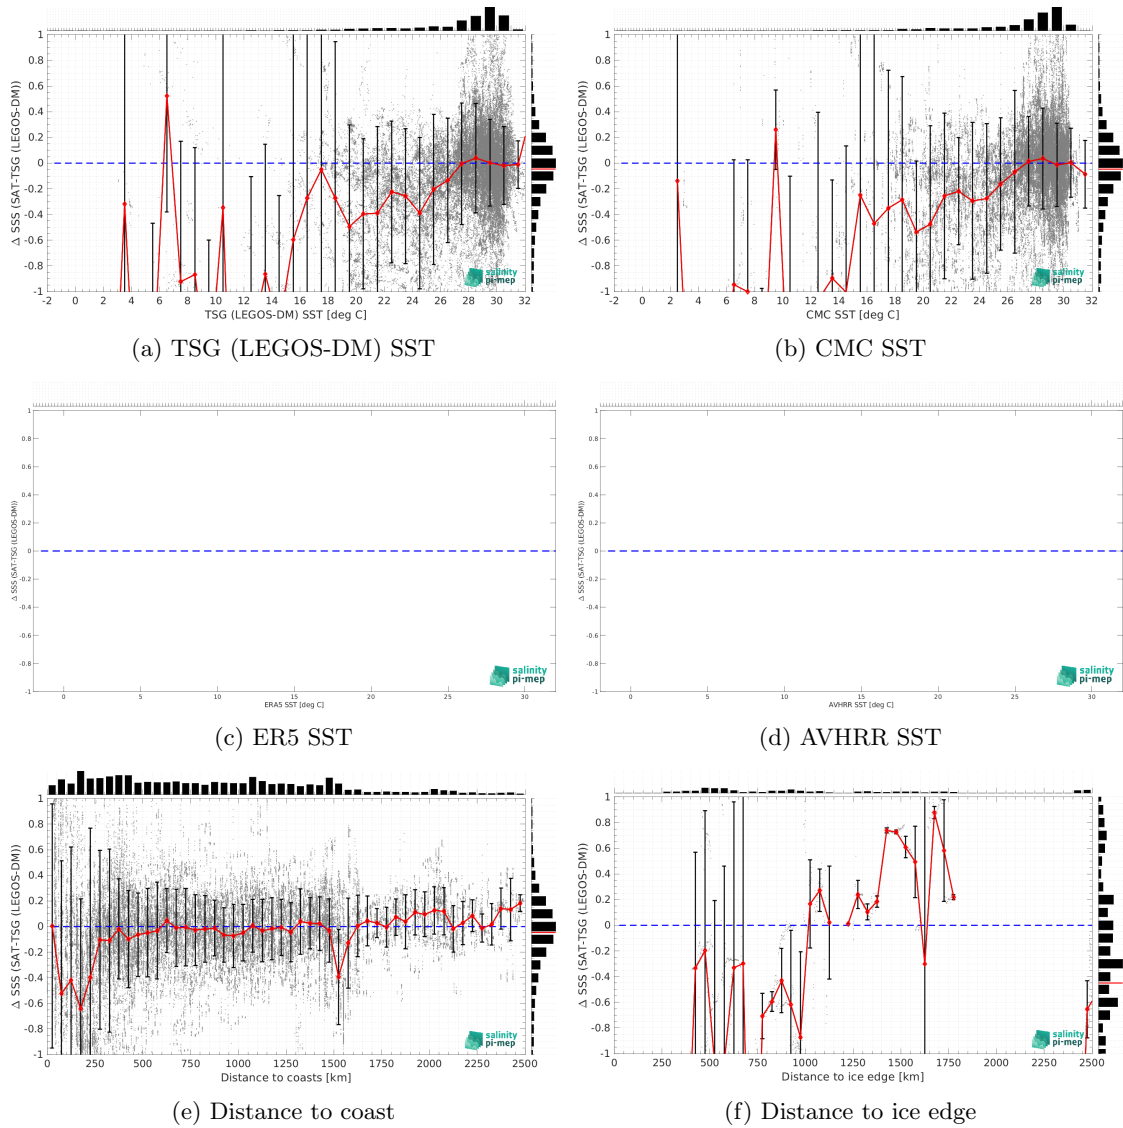 1
0.8
0.6
0.4
0.2
0
-0.2
-0.4
-0.6
-0.8
-1
Δ SSS (SAT-TSG (LEGOS-DM))
salinity
pi-mep
-2 0 2 4 6 8 10 12 14 16 18 20 22 24 26 28 30 32
TSG (LEGOS-DM) SST [deg C]
(a) TSG (LEGOS-DM) SST
1
0.8
0.6
0.4
0.2
0
-0.2
-0.4
-0.6
-0.8
-1
Δ SSS (SAT-TSG (LEGOS-DM))
salinity
pi-mep
-2 0 2 4 6 8 10 12 14 16 18 20 22 24 26 28 30 32
CMC SST [deg C]
(b) CMC SST
1
0.8
0.6
0.4
0.2
0
-0.2
-0.4
-0.6
-0.8
-1
Δ SSS (SAT-TSG (LEGOS-DM))
salinity
pi-mep
0 5 10 15 20 25 30
ERA5 SST [deg C]
(c) ER5 SST
1
0.8
0.6
0.4
0.2
0
-0.2
-0.4
-0.6
-0.8
-1
Δ SSS (SAT-TSG (LEGOS-DM))
salinity
pi-mep
0 5 10 15 20 25 30
AVHRR SST [deg C]
(d) AVHRR SST
1
0.8
0.6
0.4
0.2
0
-0.2
-0.4
-0.6
-0.8
-1
Δ SSS (SAT-TSG (LEGOS-DM))
salinity
pi-mep
0 250 500 750 1000 1250 1500 1750 2000 2250 2500
Distance to coasts [km]
(e) Distance to coast
1
0.8
0.6
0.4
0.2
0
-0.2
-0.4
-0.6
-0.8
-1
Δ SSS (SAT-TSG (LEGOS-DM))
salinity
pi-mep
0 250 500 750 1000 1250 1500 1750 2000 2250 2500
Distance to ice edge [km]
(f) Distance to ice edge